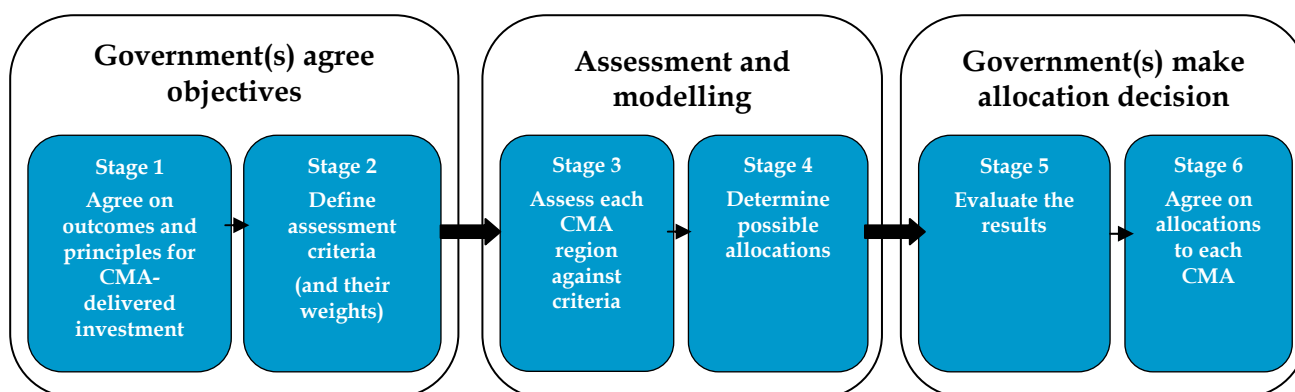 Government(s) agree
objectives
Stage 1
Agree on
outcomes and
principles for
CMA-
delivered
investment
Stage 2
Define
assessment
criteria
(and their
weights)
Assessment and
modelling
Stage 3
Assess each
CMA
region
against
criteria
Stage 4
Determine
possible
allocations
Government(s) make
allocation decision
Stage 5
Evaluate the
results
Stage 6
Agree on
allocations
to each
CMA